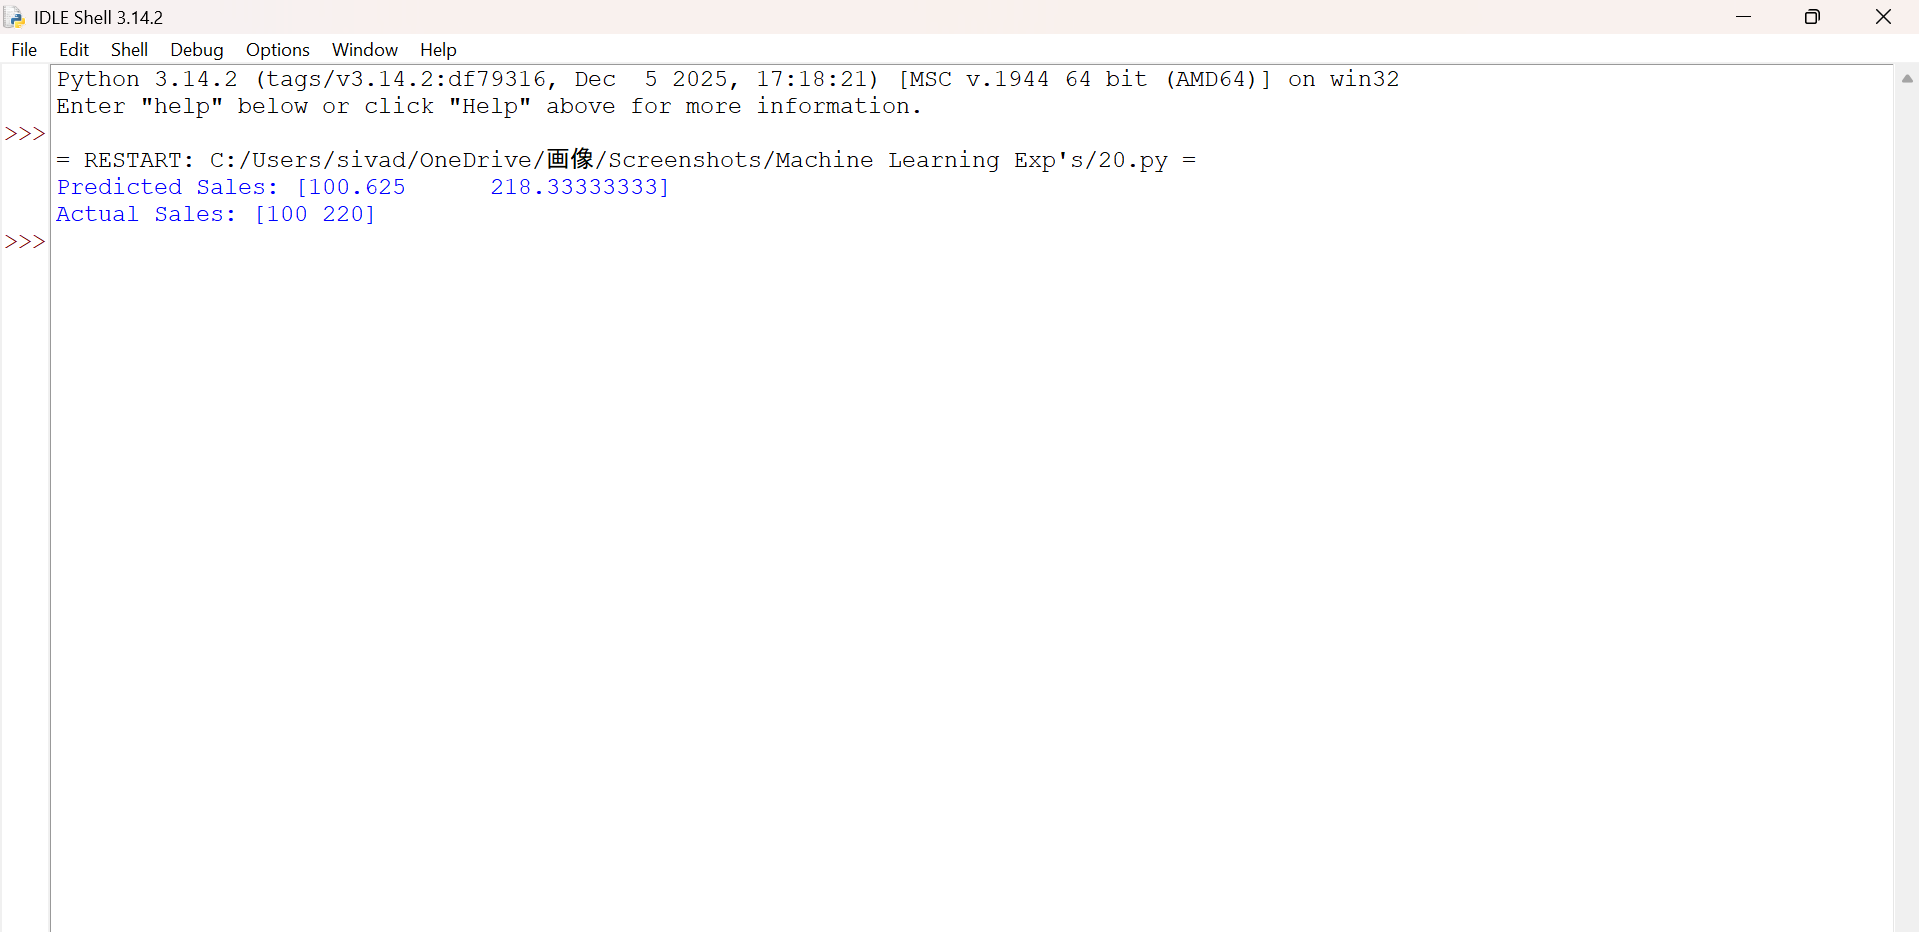 IDLE Shell 3.14.2
File Edit Shell Debug Options Window Help
Python 3.14.2 (tags/v3.14.2:df79316, Dec  5 2025, 17:18:21) [MSC v.1944 64 bit (AMD64)] on win32
Enter "help" below or click "Help" above for more information.
>>>
= RESTART: C:/Users/sivad/OneDrive/画像/Screenshots/Machine Learning Exp's/20.py =
Predicted Sales: [100.625      218.33333333]
Actual Sales: [100 220]
>>>